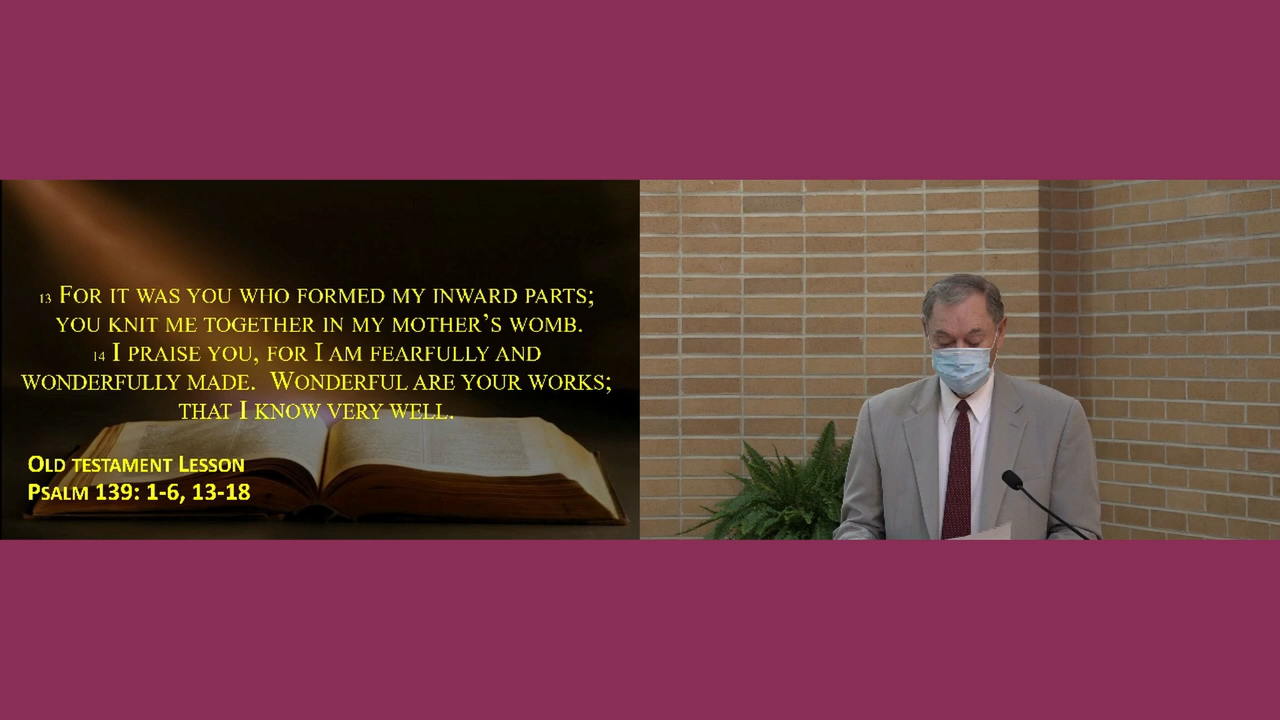 13 For it was you who formed my inward parts;
you knit me together in my mother’s womb.
14 I praise you, for I am fearfully and
wonderfully made.  Wonderful are your works;
that I know very well.
Old testament Lesson
Psalm 139: 1-6, 13-18